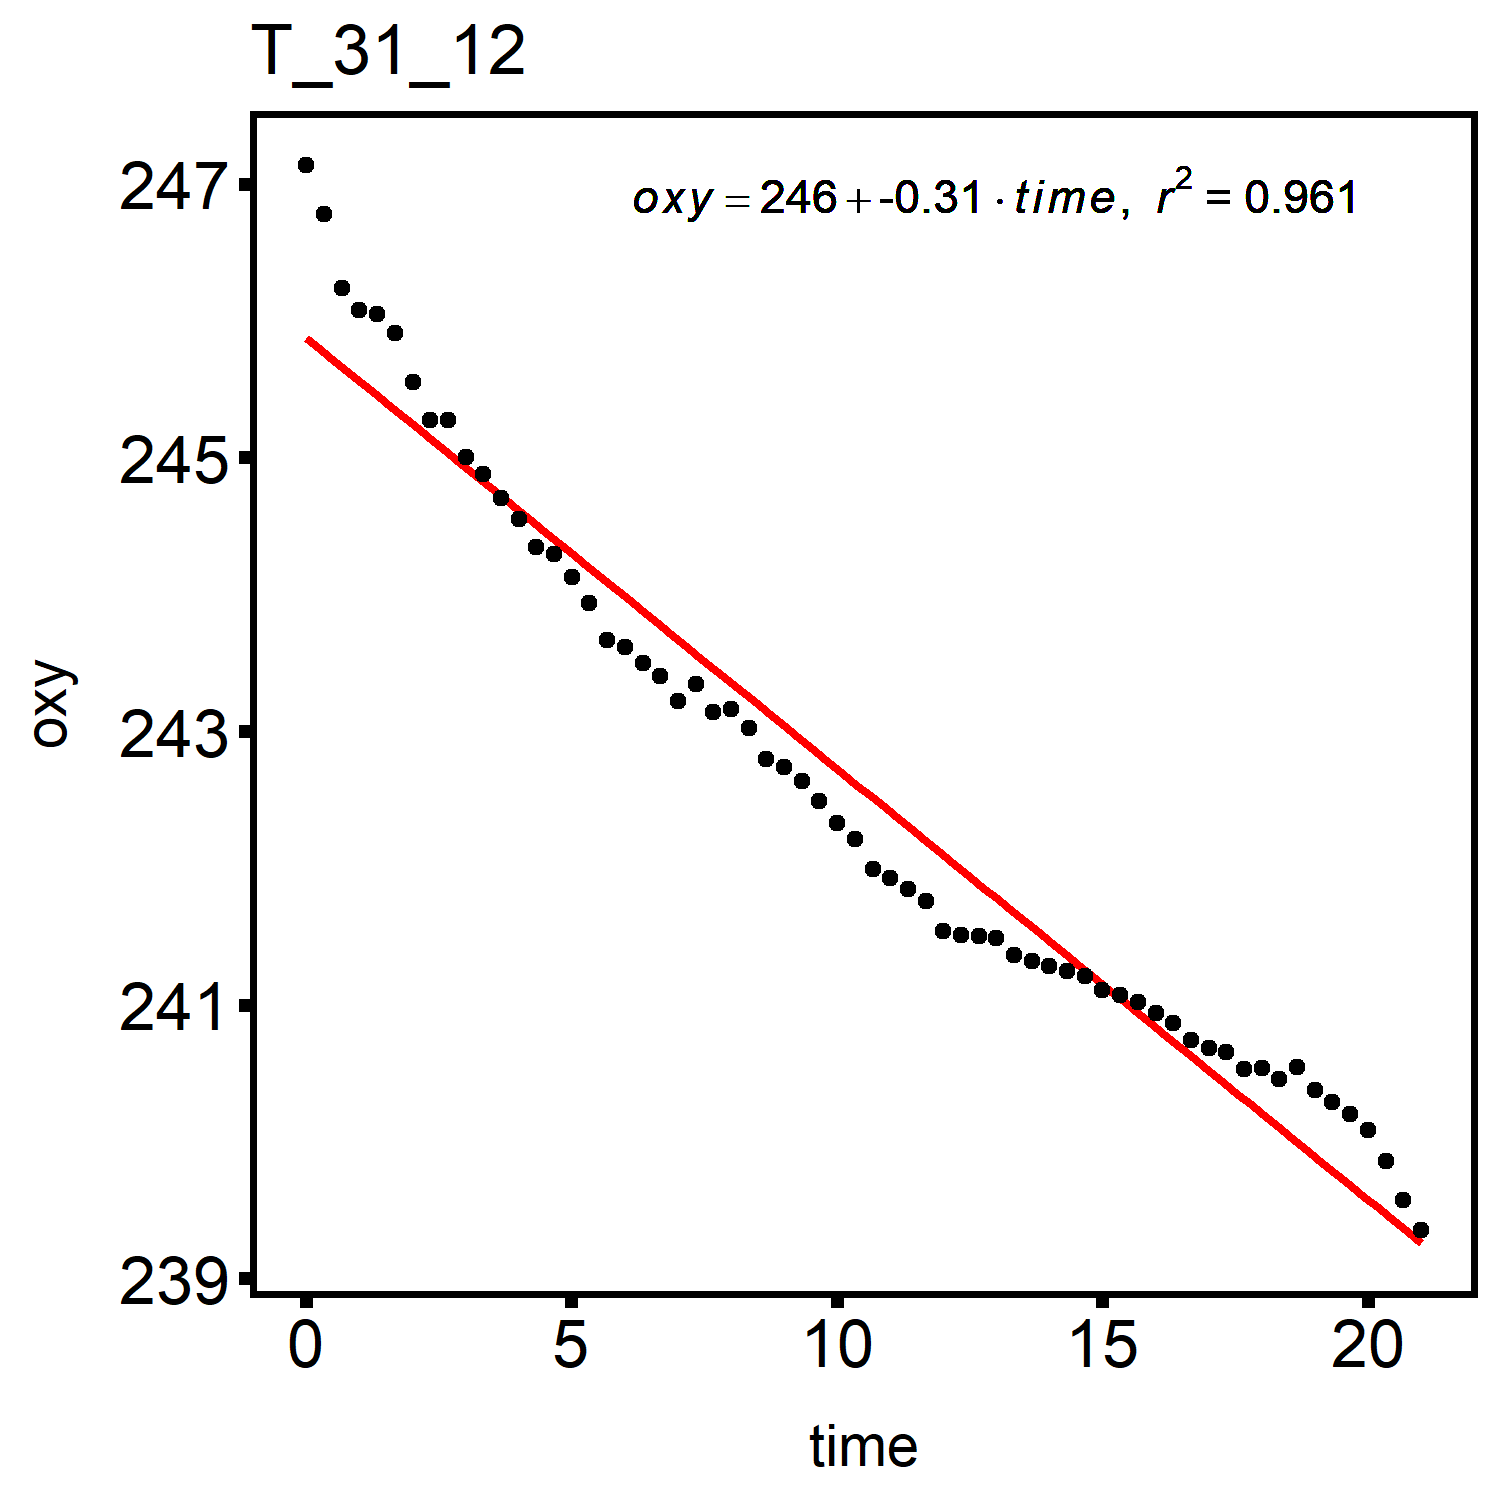 T_31_12
oxy = 246 + -0.31 · time, r² = 0.961
247
245
243
241
239
oxy
0 5 10 15 20
time